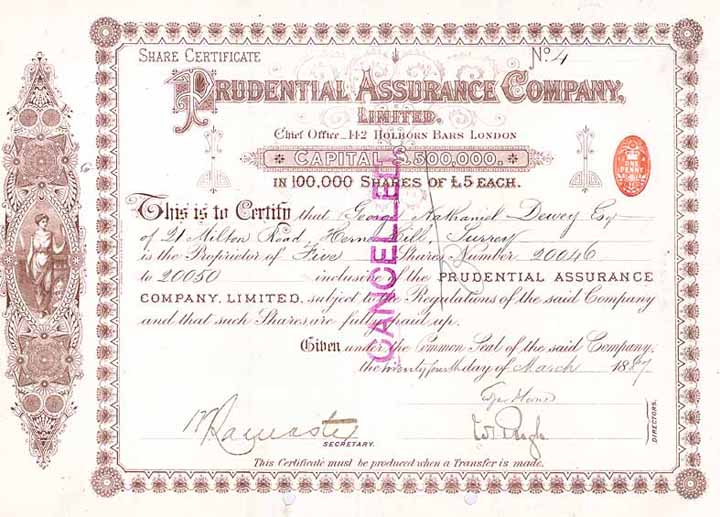 SHARE CERTIFICATE
No. 4
PRUDENTIAL ASSURANCE COMPANY,
LIMITED.
Chief Office_142 HOLBORN BARS LONDON
CAPITAL £500,000.
IN 100,000 SHARES OF £5 EACH.
ONE PENNY
This is to Certify that George Nathaniel Dewey Esq
of 21 Milton Road, Herne Hill, Surrey
is the Proprietor of Five Shares Number 20046
to 20050 inclusive of the PRUDENTIAL ASSURANCE
COMPANY, LIMITED, subject to the Regulations of the said Company
and that such Shares are fully paid up.
Given under the Common Seal of the said Company,
the twenty fourth day of March 1887.
CANCELLED
SECRETARY.
DIRECTORS.
This Certificate must be produced when a Transfer is made.